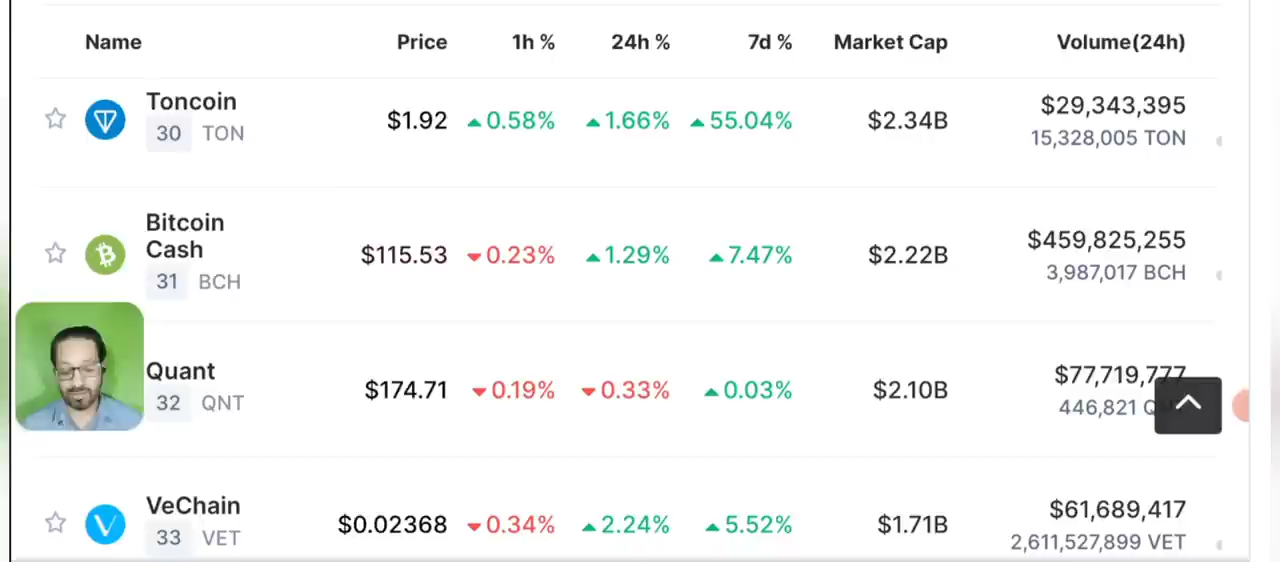 Name Price 1h % 24h % 7d % Market Cap Volume(24h)
Toncoin
30 TON
$1.92 0.58% 1.66% 55.04% $2.34B $29,343,395
15,328,005 TON
Bitcoin
Cash
31 BCH
$115.53 0.23% 1.29% 7.47% $2.22B $459,825,255
3,987,017 BCH
Quant
32 QNT
$174.71 0.19% 0.33% 0.03% $2.10B $77,719,777
446,821
VeChain
33 VET
$0.02368 0.34% 2.24% 5.52% $1.71B $61,689,417
2,611,527,899 VET